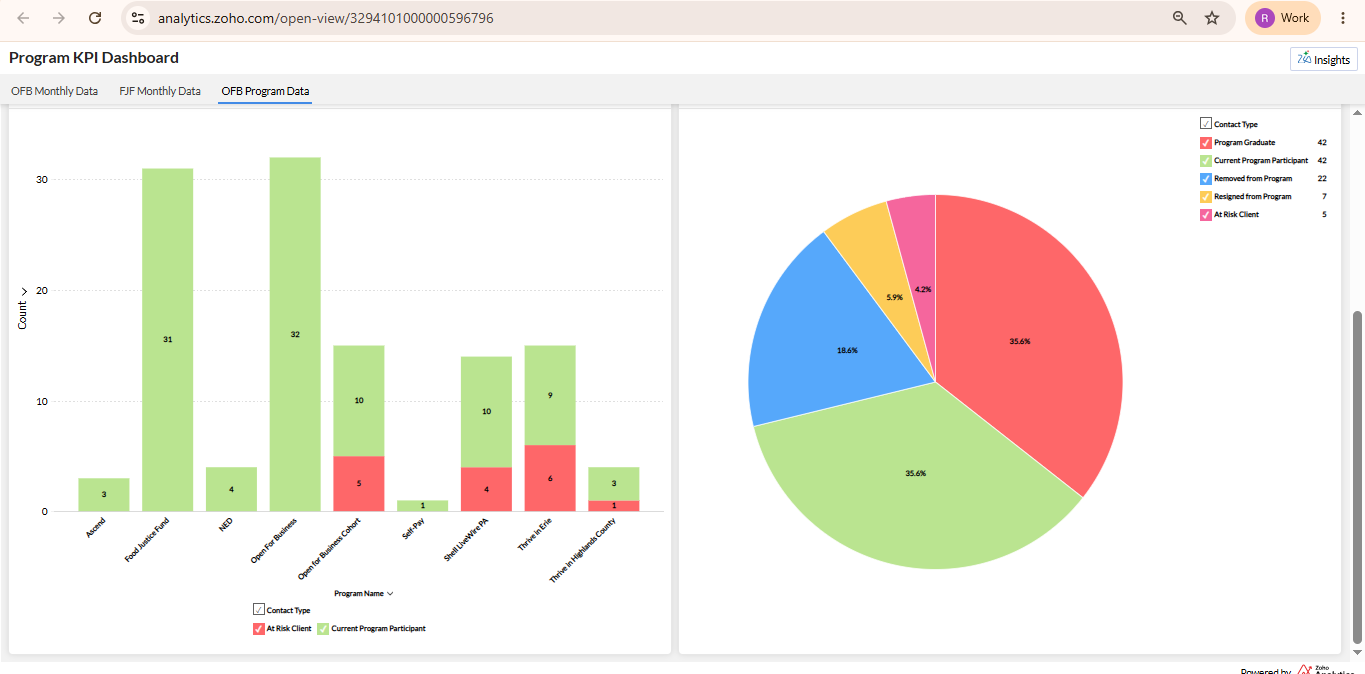 analytics.zoho.com/open-view/3294101000000596796
R Work
Program KPI Dashboard
Insights
OFB Monthly Data FJF Monthly Data OFB Program Data
Count
30
20
10
0
3
31
4
32
10
5
1
10
4
9
6
3
1
Ascend
Food Justice Fund
NED
Open For Business
Open for Business Cohort
Self-Pay
Shell LiveWire PA
Thrive in Erie
Thrive in Highlands County
Program Name
Contact Type
At Risk Client Current Program Participant
Contact Type
Program Graduate 42
Current Program Participant 42
Removed from Program 22
Resigned from Program 7
At Risk Client 5
4.2%
5.9%
35.6%
18.6%
35.6%
Powered by Zoho
Analytics